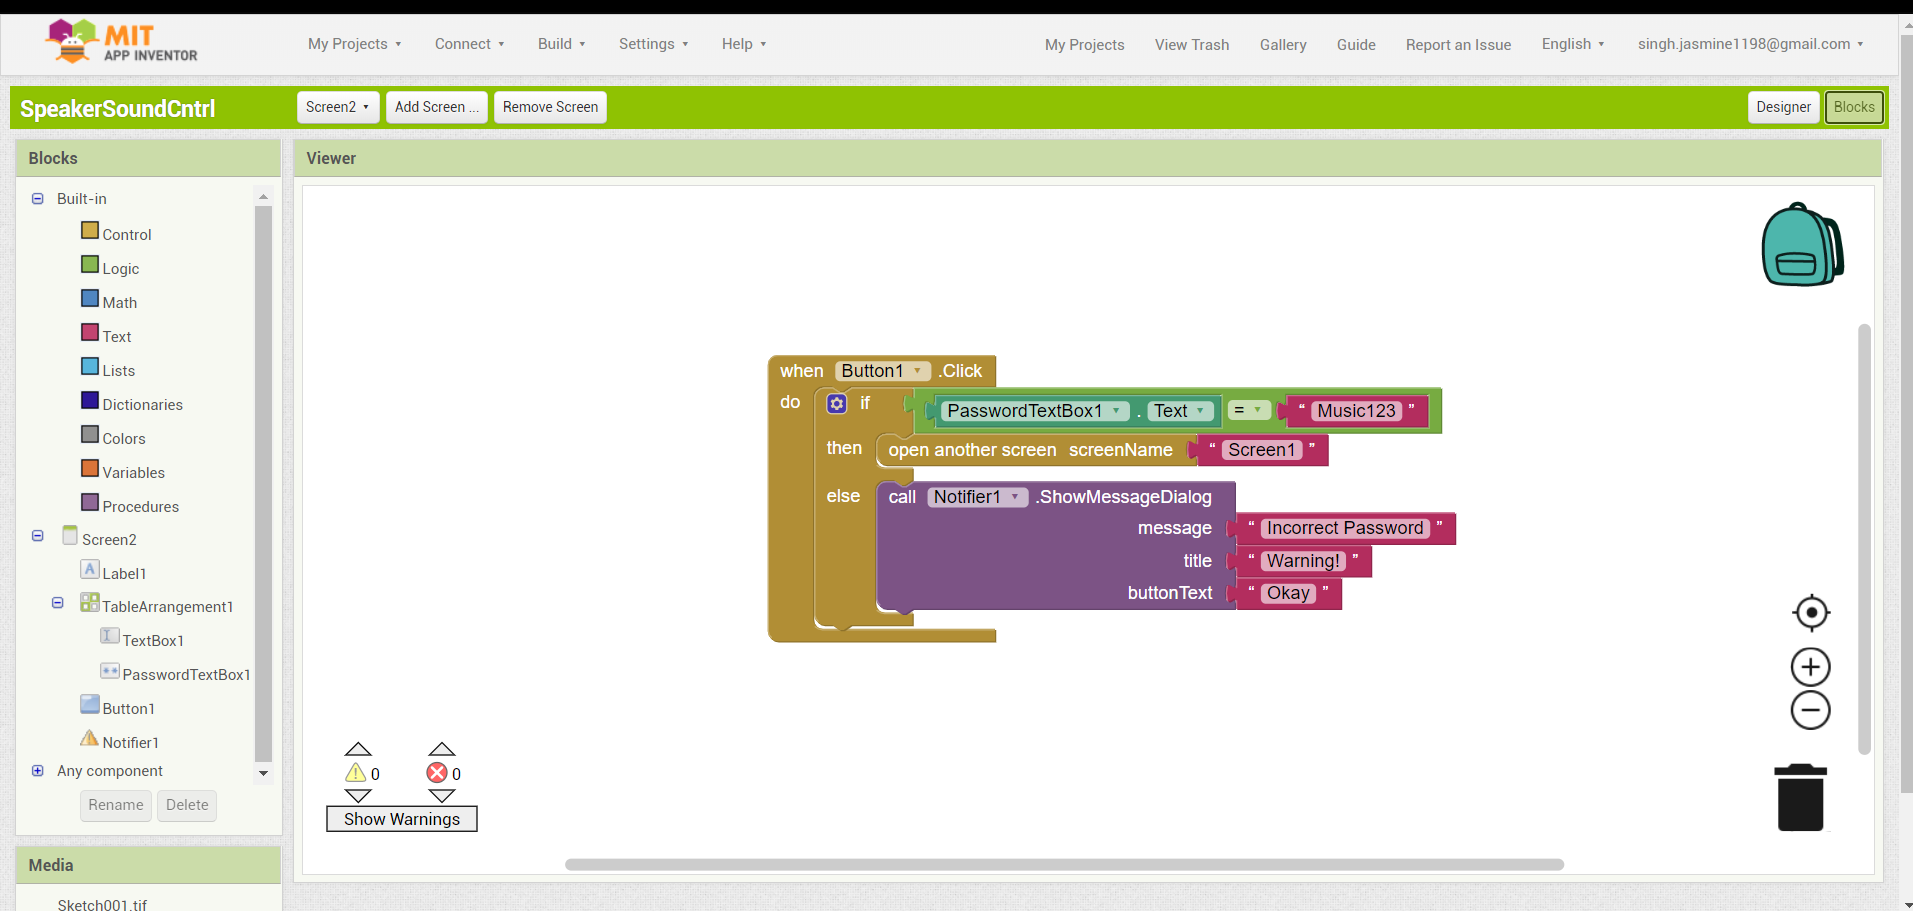 MIT
APP INVENTOR
My Projects Connect Build Settings Help My Projects View Trash Gallery Guide Report an Issue English singh.jasmine1198@gmail.com
SpeakerSoundCntrl Screen2 Add Screen ... Remove Screen Designer Blocks
Blocks
Built-in
Control
Logic
Math
Text
Lists
Dictionaries
Colors
Variables
Procedures
Screen2
Label1
TableArrangement1
TextBox1
PasswordTextBox1
Button1
Notifier1
Any component
Rename Delete
Media
Sketch001.tif
Viewer
when Button1 .Click
do if PasswordTextBox1 . Text = “ Music123 ”
then open another screen screenName “ Screen1 ”
else call Notifier1 .ShowMessageDialog
message “ Incorrect Password ”
title “ Warning! ”
buttonText “ Okay ”
0 0
Show Warnings